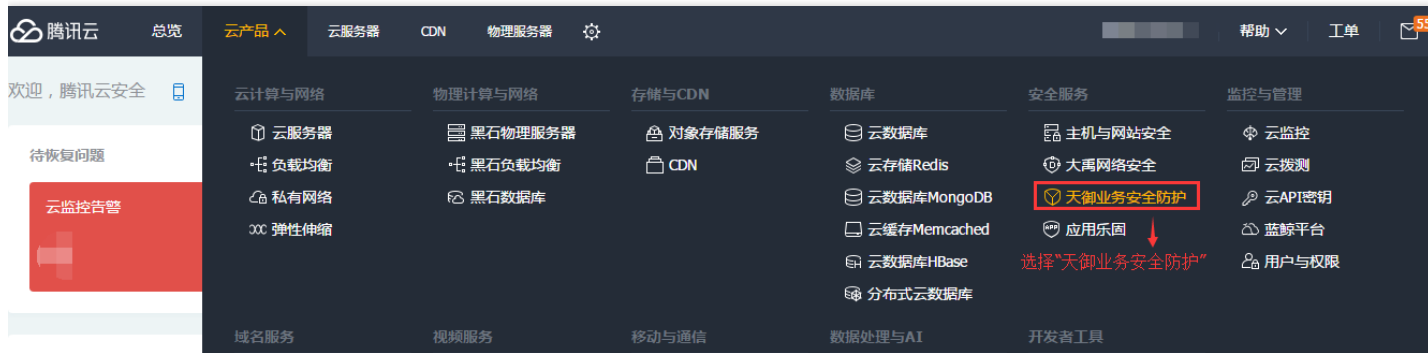 腾讯云 总览 云产品 云服务器 CDN 物理服务器 帮助 工单 55
欢迎，腾讯云安全
待恢复问题
云监控告警
云计算与网络
云服务器
负载均衡
私有网络
弹性伸缩
物理计算与网络
黑石物理服务器
黑石负载均衡
黑石数据库
存储与CDN
对象存储服务
CDN
数据库
云数据库
云存储Redis
云数据库MongoDB
云缓存Memcached
云数据库HBase
分布式云数据库
安全服务
主机与网站安全
大禹网络安全
天御业务安全防护
应用乐固
选择“天御业务安全防护”
监控与管理
云监控
云拨测
云API密钥
蓝鲸平台
用户与权限
域名服务 视频服务 移动与通信 数据处理与AI 开发者工具